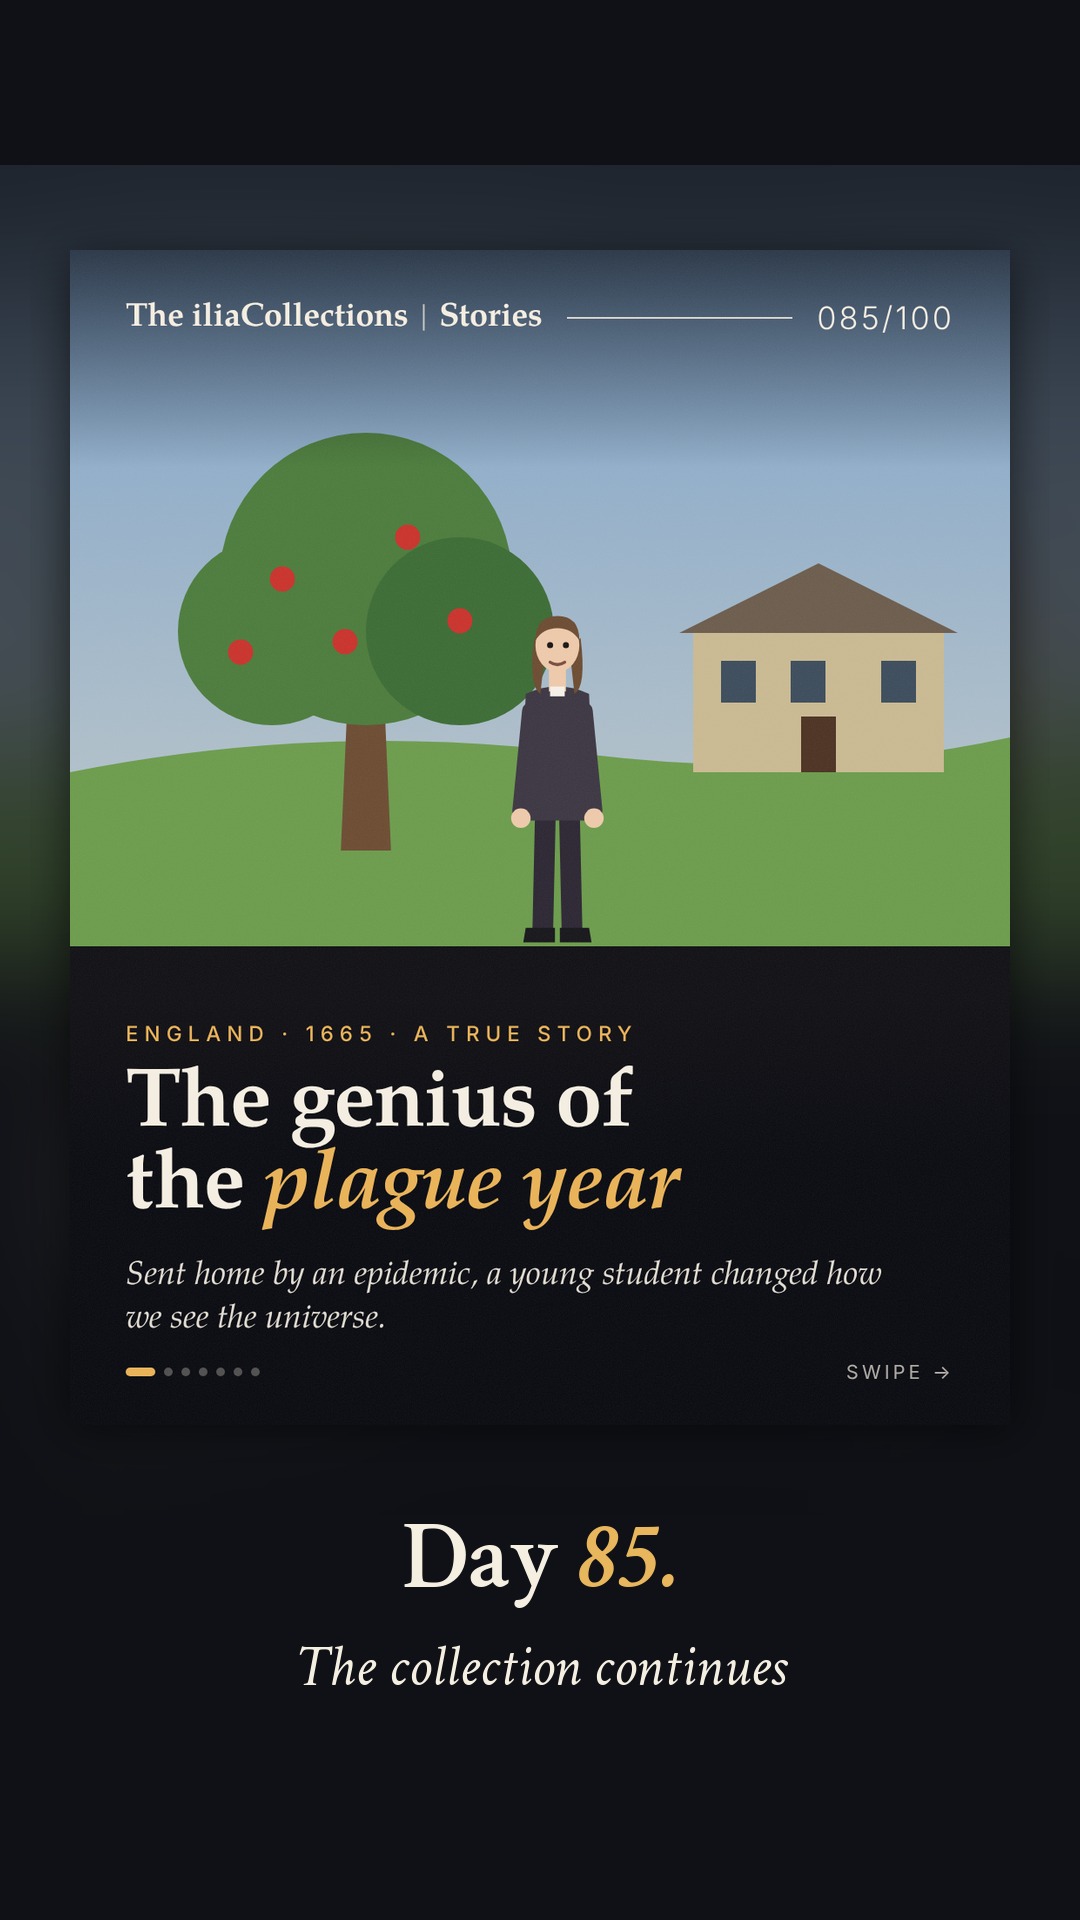 The iliaCollections | Stories 085/100
ENGLAND · 1665 · A TRUE STORY
The genius of
the plague year
Sent home by an epidemic, a young student changed how
we see the universe.
SWIPE →
Day 85.
The collection continues